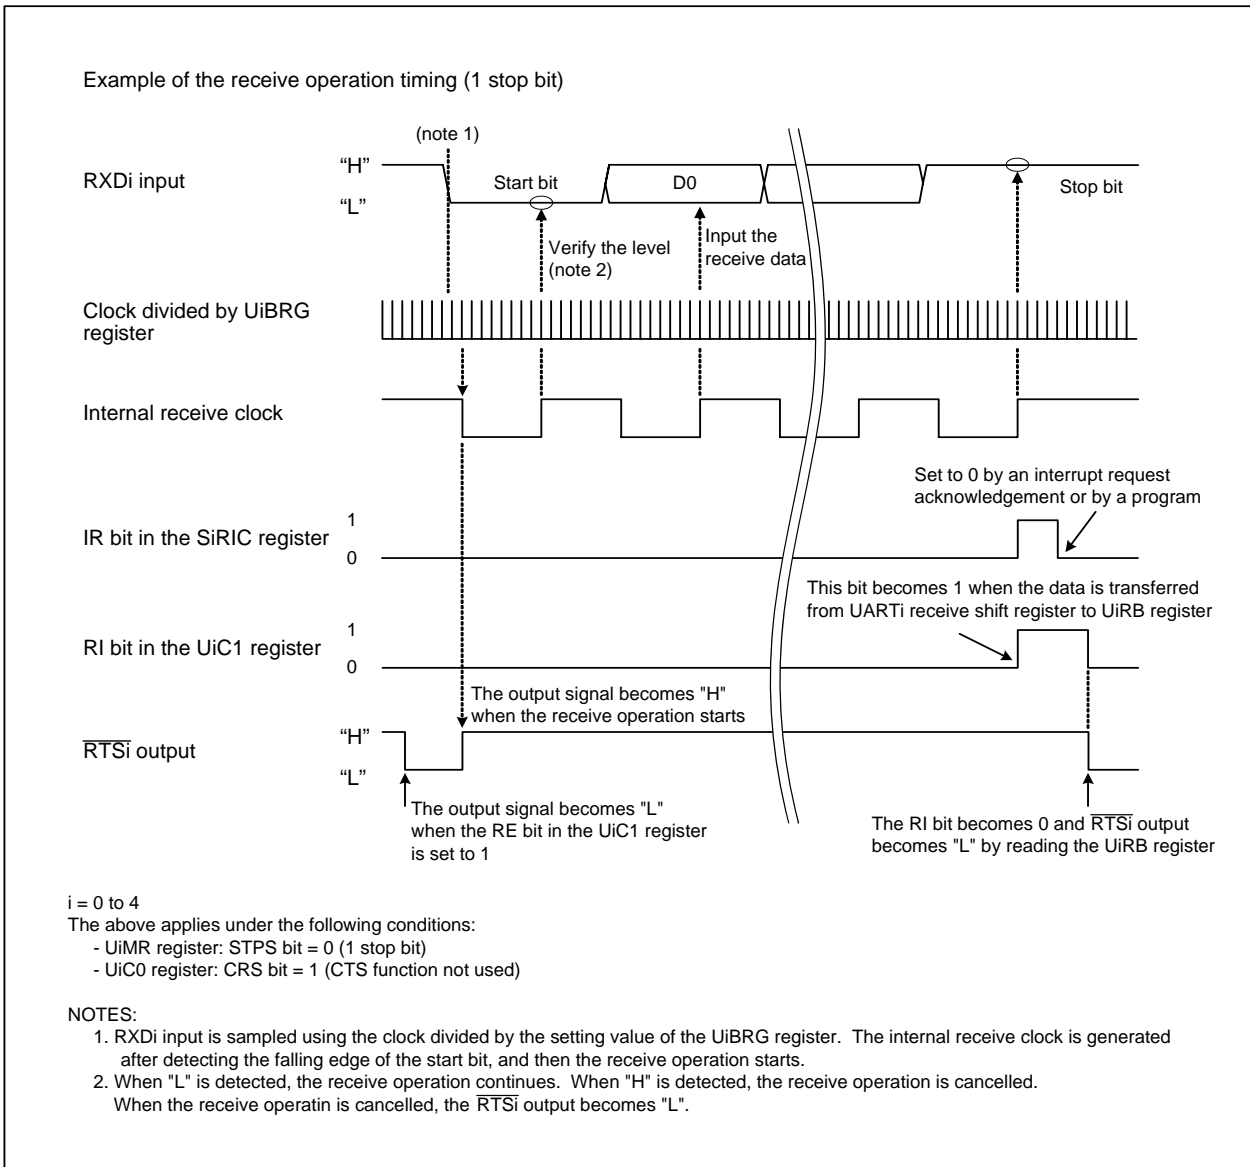 Example of the receive operation timing (1 stop bit)
(note 1)
RXDi input
“H”
“L”
Start bit
D0
Stop bit
Verify the level
(note 2)
Input the
receive data
Clock divided by UiBRG
register
Internal receive clock
Set to 0 by an interrupt request
acknowledgement or by a program
IR bit in the SiRIC register
1
0
This bit becomes 1 when the data is transferred
from UARTi receive shift register to UiRB register
RI bit in the UiC1 register
1
0
The output signal becomes "H"
when the receive operation starts
RTSi output
“H”
“L”
The output signal becomes "L"
when the RE bit in the UiC1 register
is set to 1
The RI bit becomes 0 and RTSi output
becomes "L" by reading the UiRB register
i = 0 to 4
The above applies under the following conditions:
- UiMR register: STPS bit = 0 (1 stop bit)
- UiC0 register: CRS bit = 1 (CTS function not used)
NOTES:
1. RXDi input is sampled using the clock divided by the setting value of the UiBRG register.  The internal receive clock is generated
after detecting the falling edge of the start bit, and then the receive operation starts.
2. When "L" is detected, the receive operation continues.  When "H" is detected, the receive operation is cancelled.
When the receive operatin is cancelled, the RTSi output becomes "L".